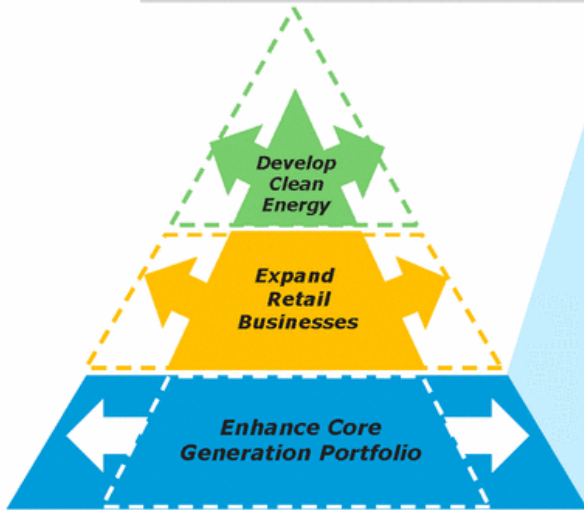 Develop
Clean
Energy
Expand
Retail
Businesses
Enhance Core
Generation Portfolio